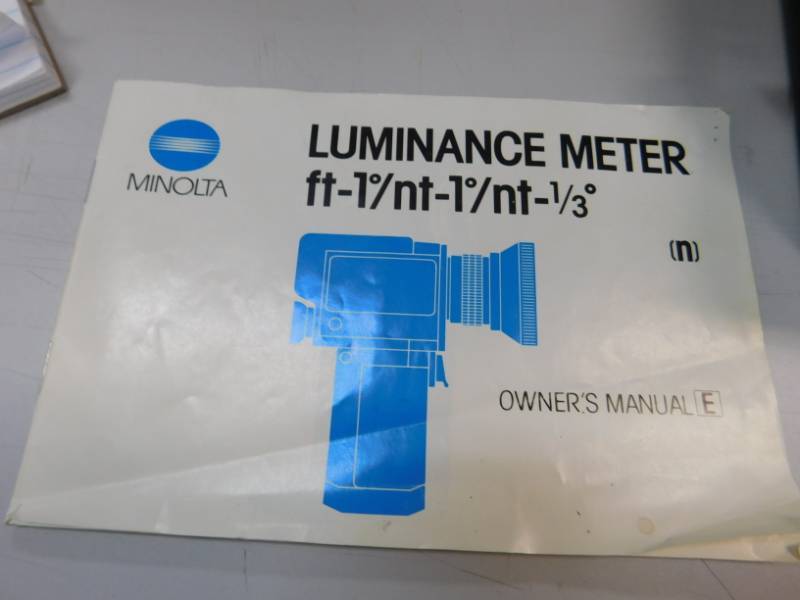 MINOLTA
LUMINANCE METER
ft-1°/nt-1°/nt-1/3°
(n)
OWNER'S MANUAL E